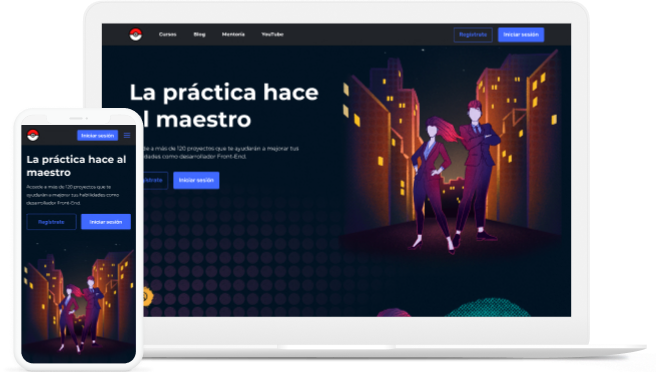 Cursos Blog Mentoría YouTube Regístrate Iniciar sesión
La práctica hace
l maestro
e a más de 120 proyectos que te ayudarán a mejorar tus
idades como desarrollador Front-End.
strate Iniciar sesión
Iniciar sesión
La práctica hace al
maestro
Accede a más de 120 proyectos que te
ayudarán a mejorar tus habilidades como
desarrollador Front-End.
Regístrate Iniciar sesión